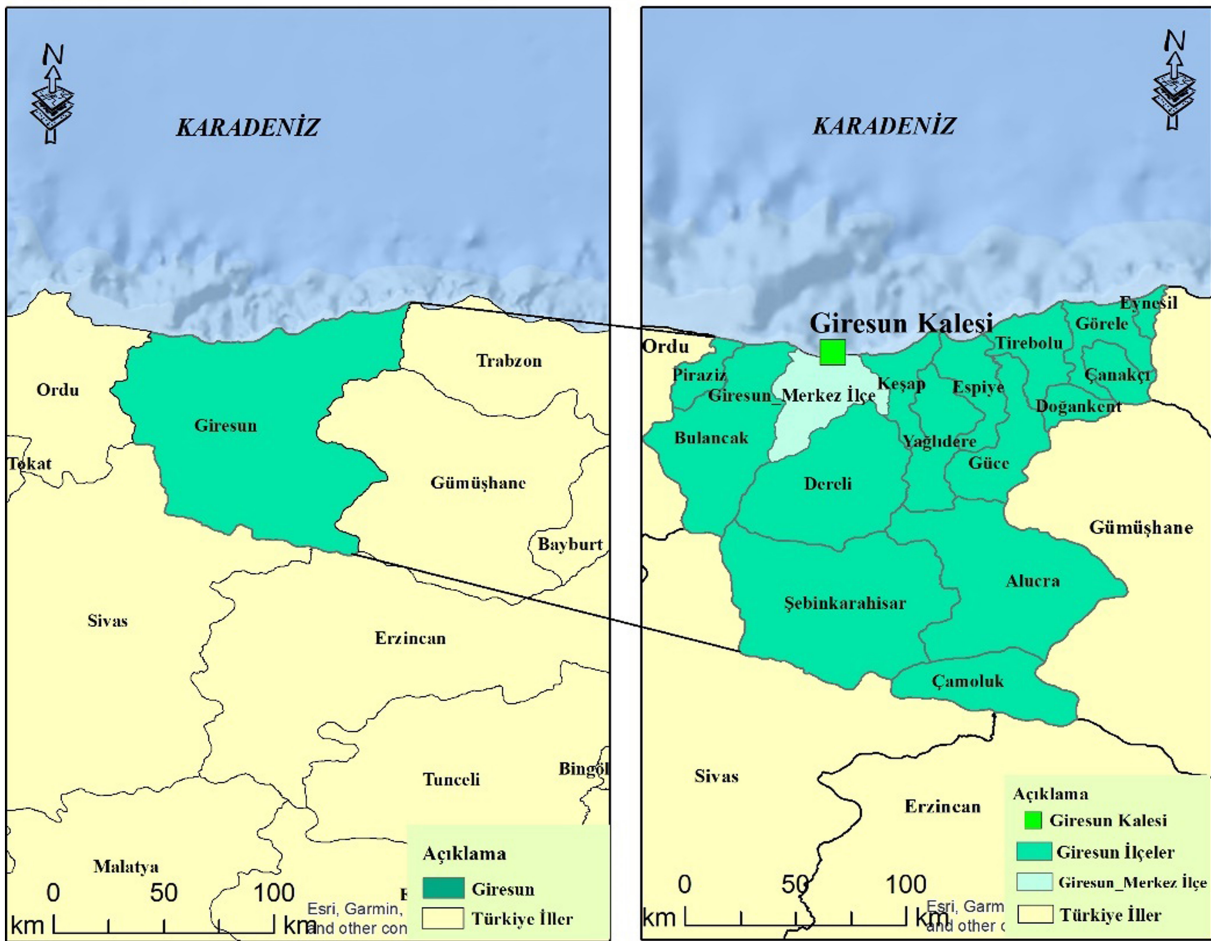 N
KARADENİZ
Ordu
Trabzon
Giresun
Tokat
Gümüşhane
Bayburt
Sivas
Erzincan
Tunceli
Bingöl
Malatya
Açıklama
Giresun
Türkiye İller
0 50 100
km
Esri, Garmin,
and other con
N
KARADENİZ
Giresun Kalesi
Eynesil
Görele
Tirebolu
Ordu
Piraziz
Giresun_Merkez İlçe
Keşap
Espiye
Çanakçı
Doğankent
Bulancak
Yağlıdere
Güce
Dereli
Gümüşhane
Alucra
Şebinkarahisar
Çamoluk
Sivas
Erzincan
Açıklama
Giresun Kalesi
Giresun İlçeler
Giresun_Merkez İlçe
Türkiye İller
0 50 100
km
Esri, Garm
and other c